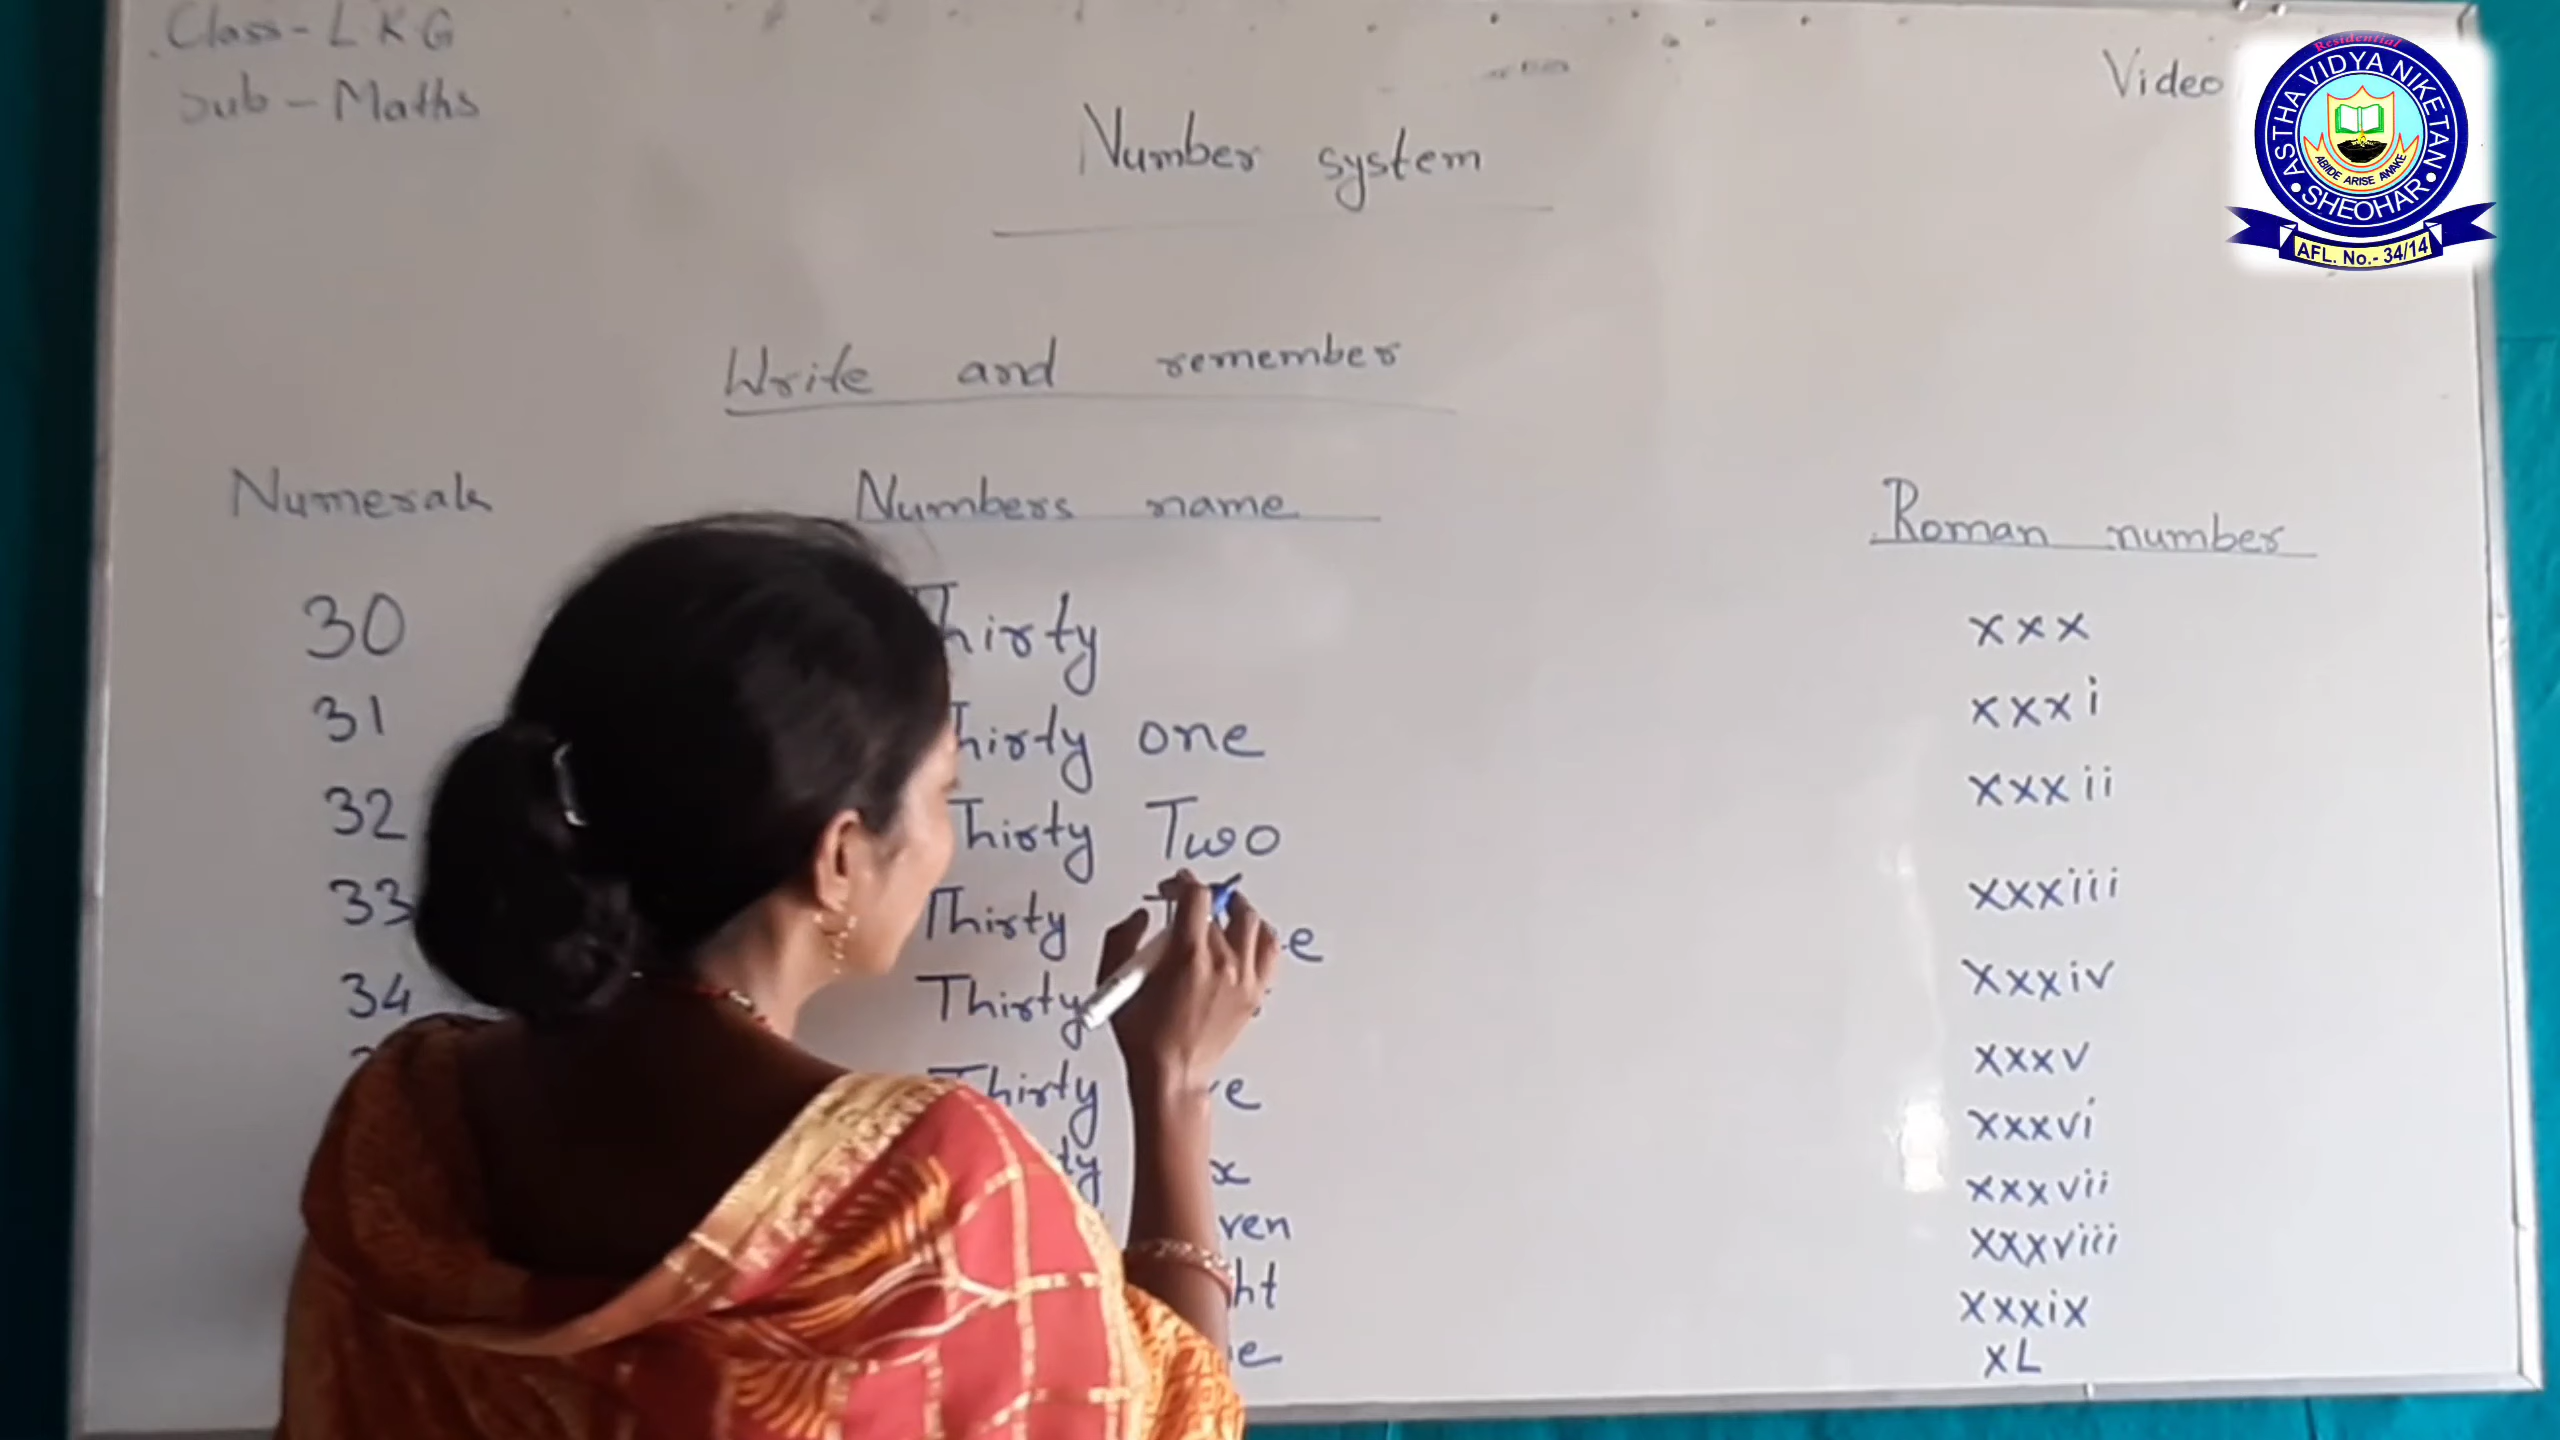 Class - LKG
Sub - Maths
Video
Residential
AASTHA VIDYA NIKETAN
ABIDE ARISE AWAKE
SHEOHAR
AFL. No.- 34/14
Number system
Write and remember
Numerals Numbers name Roman number
30 Thirty xxx
31 Thirty one xxxi
32 Thirty Two xxxii
33 Thirty xxxiii
34 Thirty xxxiv
Thirty xxxv
xxxvi
xxxvii
xxxviii
xxxix
xL